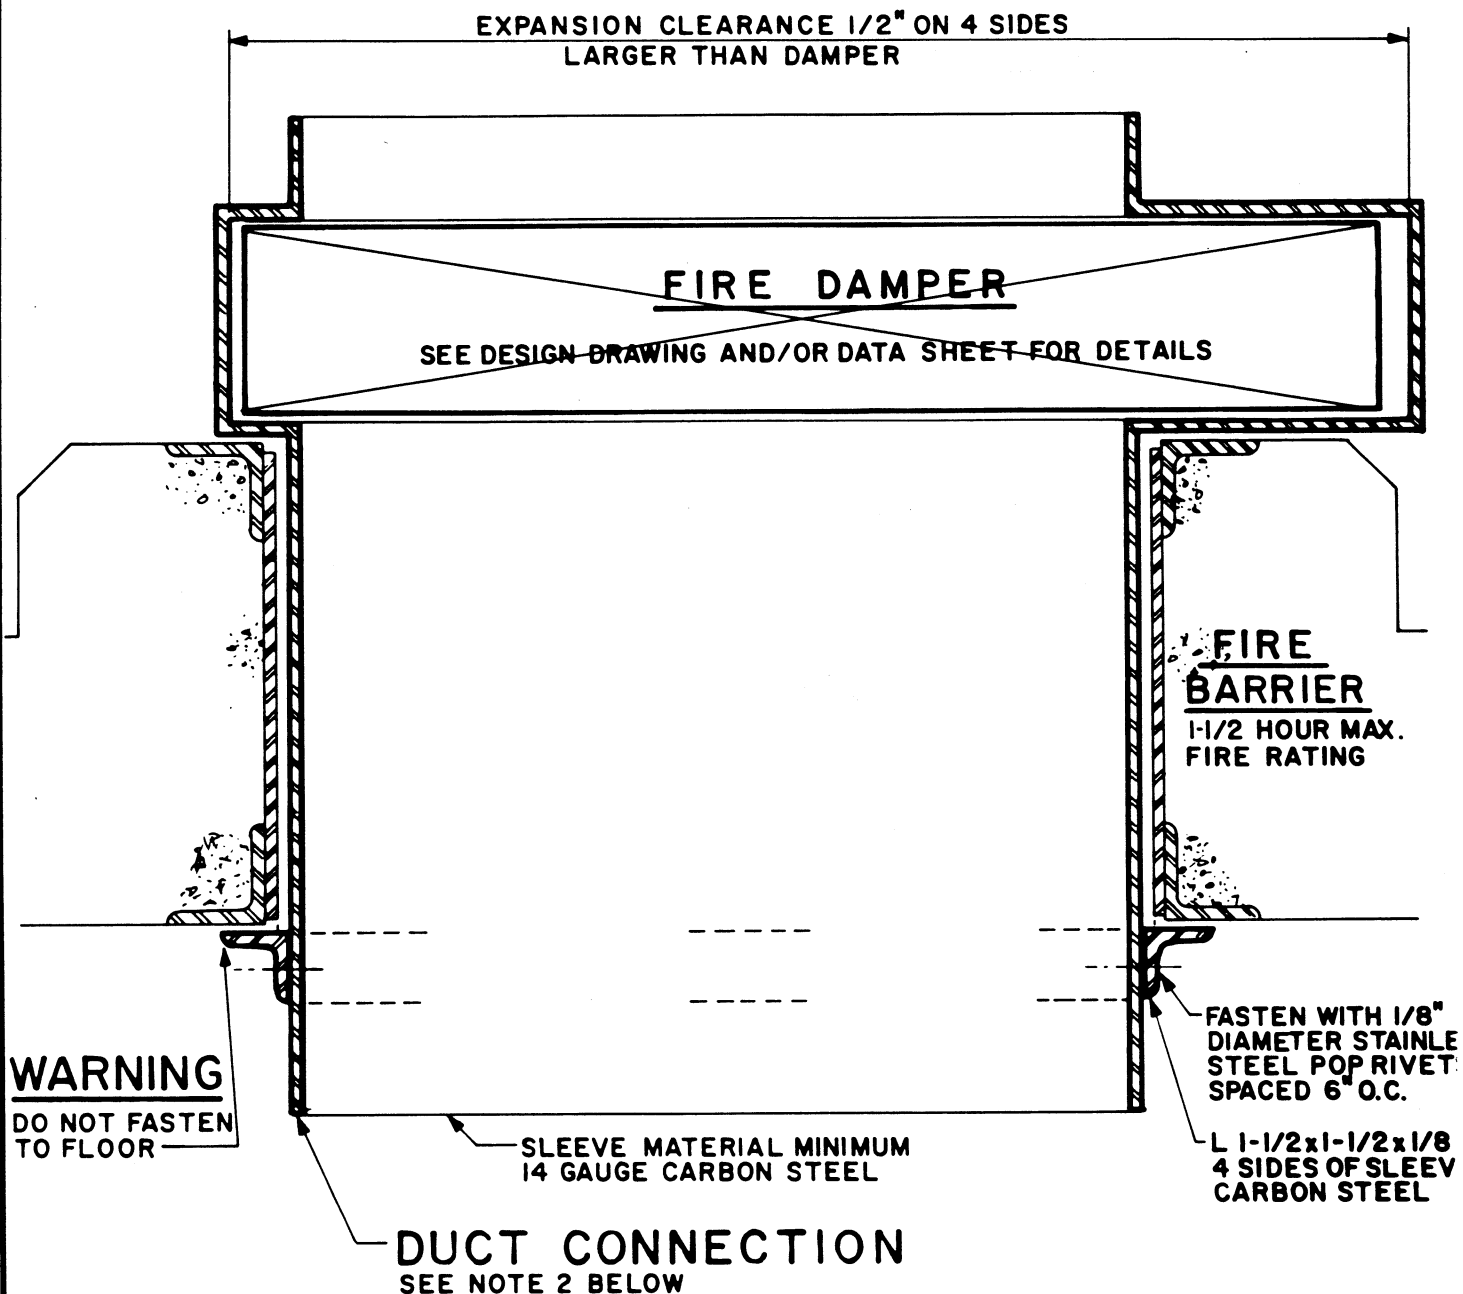 EXPANSION CLEARANCE 1/2" ON 4 SIDES
LARGER THAN DAMPER
FIRE DAMPER
SEE DESIGN DRAWING AND/OR DATA SHEET FOR DETAILS
FIRE
BARRIER
1-1/2 HOUR MAX.
FIRE RATING
WARNING
DO NOT FASTEN
TO FLOOR
FASTEN WITH 1/8"
DIAMETER STAINLE
STEEL POP RIVET
SPACED 6" O.C.
L 1-1/2x1-1/2x1/8
4 SIDES OF SLEEV
CARBON STEEL
SLEEVE MATERIAL MINIMUM
14 GAUGE CARBON STEEL
DUCT CONNECTION
SEE NOTE 2 BELOW